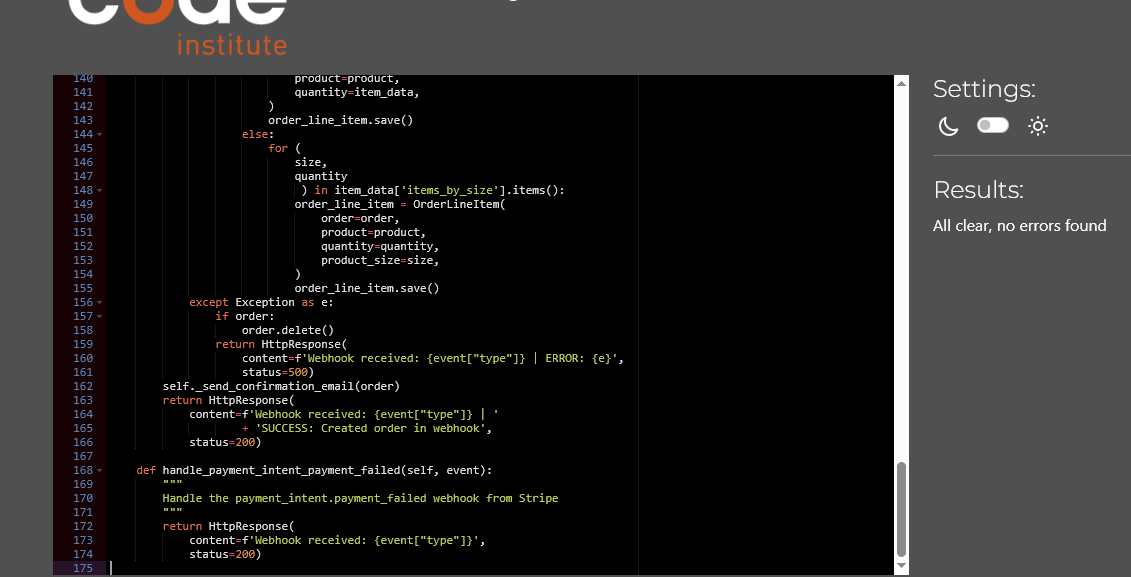 code
institute
140 product=product,
141 quantity=item_data,
142 )
143 order_line_item.save()
144 else:
145 for (
146 size,
147 quantity
148 ) in item_data['items_by_size'].items():
149 order_line_item = OrderLineItem(
150 order=order,
151 product=product,
152 quantity=quantity,
153 product_size=size,
154 )
155 order_line_item.save()
156 except Exception as e:
157 if order:
158 order.delete()
159 return HttpResponse(
160 content=f'Webhook received: {event["type"]} | ERROR: {e}',
161 status=500)
162 self._send_confirmation_email(order)
163 return HttpResponse(
164 content=f'Webhook received: {event["type"]} | '
165 + 'SUCCESS: Created order in webhook',
166 status=200)
167
168 def handle_payment_intent_payment_failed(self, event):
169 """
170 Handle the payment_intent.payment_failed webhook from Stripe
171 """
172 return HttpResponse(
173 content=f'Webhook received: {event["type"]}',
174 status=200)
175
Settings:
Results:
All clear, no errors found